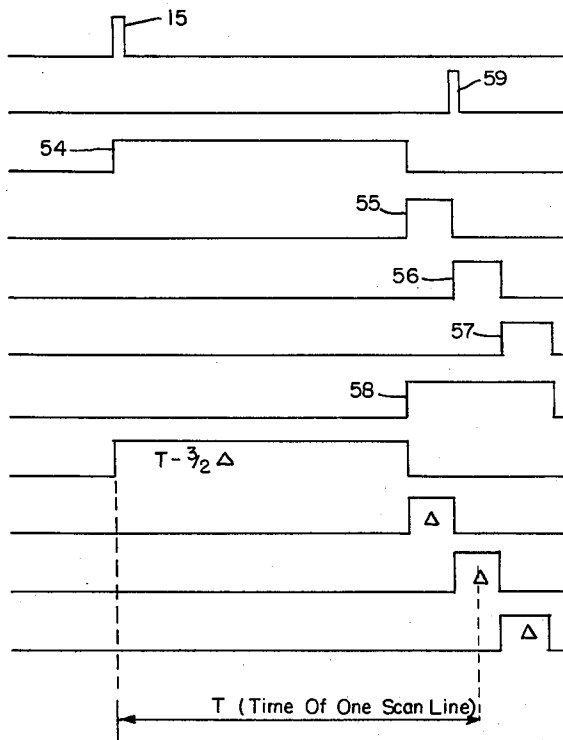 15
59
54
55
56
57
58
T - 3/2 Δ
Δ
Δ
Δ
T (Time Of One Scan Line)